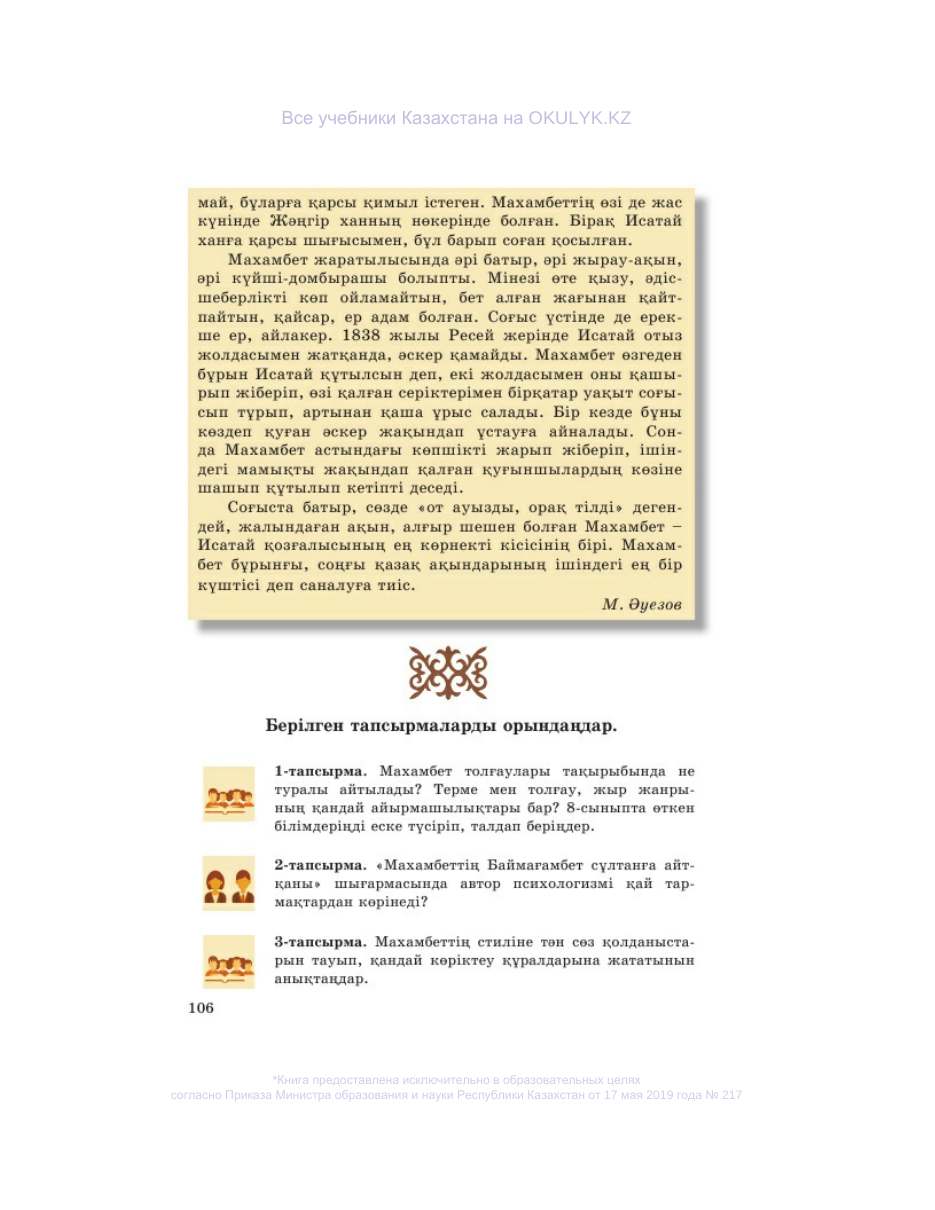 Все учебники Казахстана на OKULYK.KZ
май, бұларға қарсы қимыл істеген. Махамбеттің өзі де жас
күнінде Жәңгір ханның нөкерінде болған. Бірақ Исатай
ханға қарсы шығысымен, бұл барып соған қосылған.
Махамбет жаратылысында әрі батыр, әрі жырау-ақын,
әрі күйші-домбырашы болыпты. Мінезі өте қызу, әдіс-
шеберлікті көп ойламайтын, бет алған жағынан қайт-
пайтын, қайсар, ер адам болған. Соғыс үстінде де ерек-
ше ер, айлакер. 1838 жылы Ресей жерінде Исатай отыз
жолдасымен жатқанда, әскер қамайды. Махамбет өзгеден
бұрын Исатай құтылсын деп, екі жолдасымен оны қашы-
рып жіберіп, өзі қалған серіктерімен бірқатар уақыт соғы-
сып тұрып, артынан қаша ұрыс салады. Бір кезде бұны
көздеп қуған әскер жақындап ұстауға айналады. Сон-
да Махамбет астындағы көпшікті жарып жіберіп, ішін-
дегі мамықты жақындап қалған қуғыншылардың көзіне
шашып құтылып кетіпті деседі.
Соғыста батыр, сөзде «от ауызды, орақ тілді» деген-
дей, жалындаған ақын, алғыр шешен болған Махамбет –
Исатай қозғалысының ең көрнекті кісісінің бірі. Махам-
бет бұрынғы, соңғы қазақ ақындарының ішіндегі ең бір
күштісі деп саналуға тиіс.
М. Әуезов
Берілген тапсырмаларды орындаңдар.
1-тапсырма. Махамбет толғаулары тақырыбында не
туралы айтылады? Терме мен толғау, жыр жанры-
ның қандай айырмашылықтары бар? 8-сыныпта өткен
білімдеріңді еске түсіріп, талдап беріңдер.
2-тапсырма. «Махамбеттің Баймағамбет сұлтанға айт-
қаны» шығармасында автор психологизмі қай тар-
мақтардан көрінеді?
3-тапсырма. Махамбеттің стиліне тән сөз қолданыста-
рын тауып, қандай көріктеу құралдарына жататынын
анықтаңдар.
106
*Книга предоставлена исключительно в образовательных целях
согласно Приказа Министра образования и науки Республики Казахстан от 17 мая 2019 года № 217